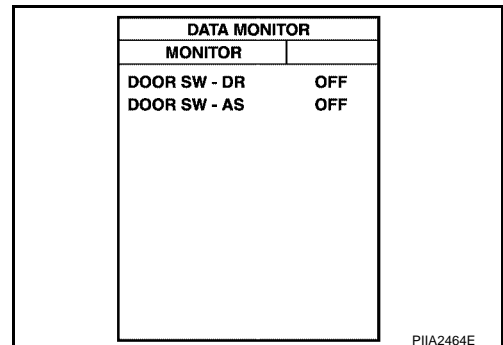 DATA MONITOR
MONITOR
DOOR SW - DR OFF
DOOR SW - AS OFF
PIIA2464E